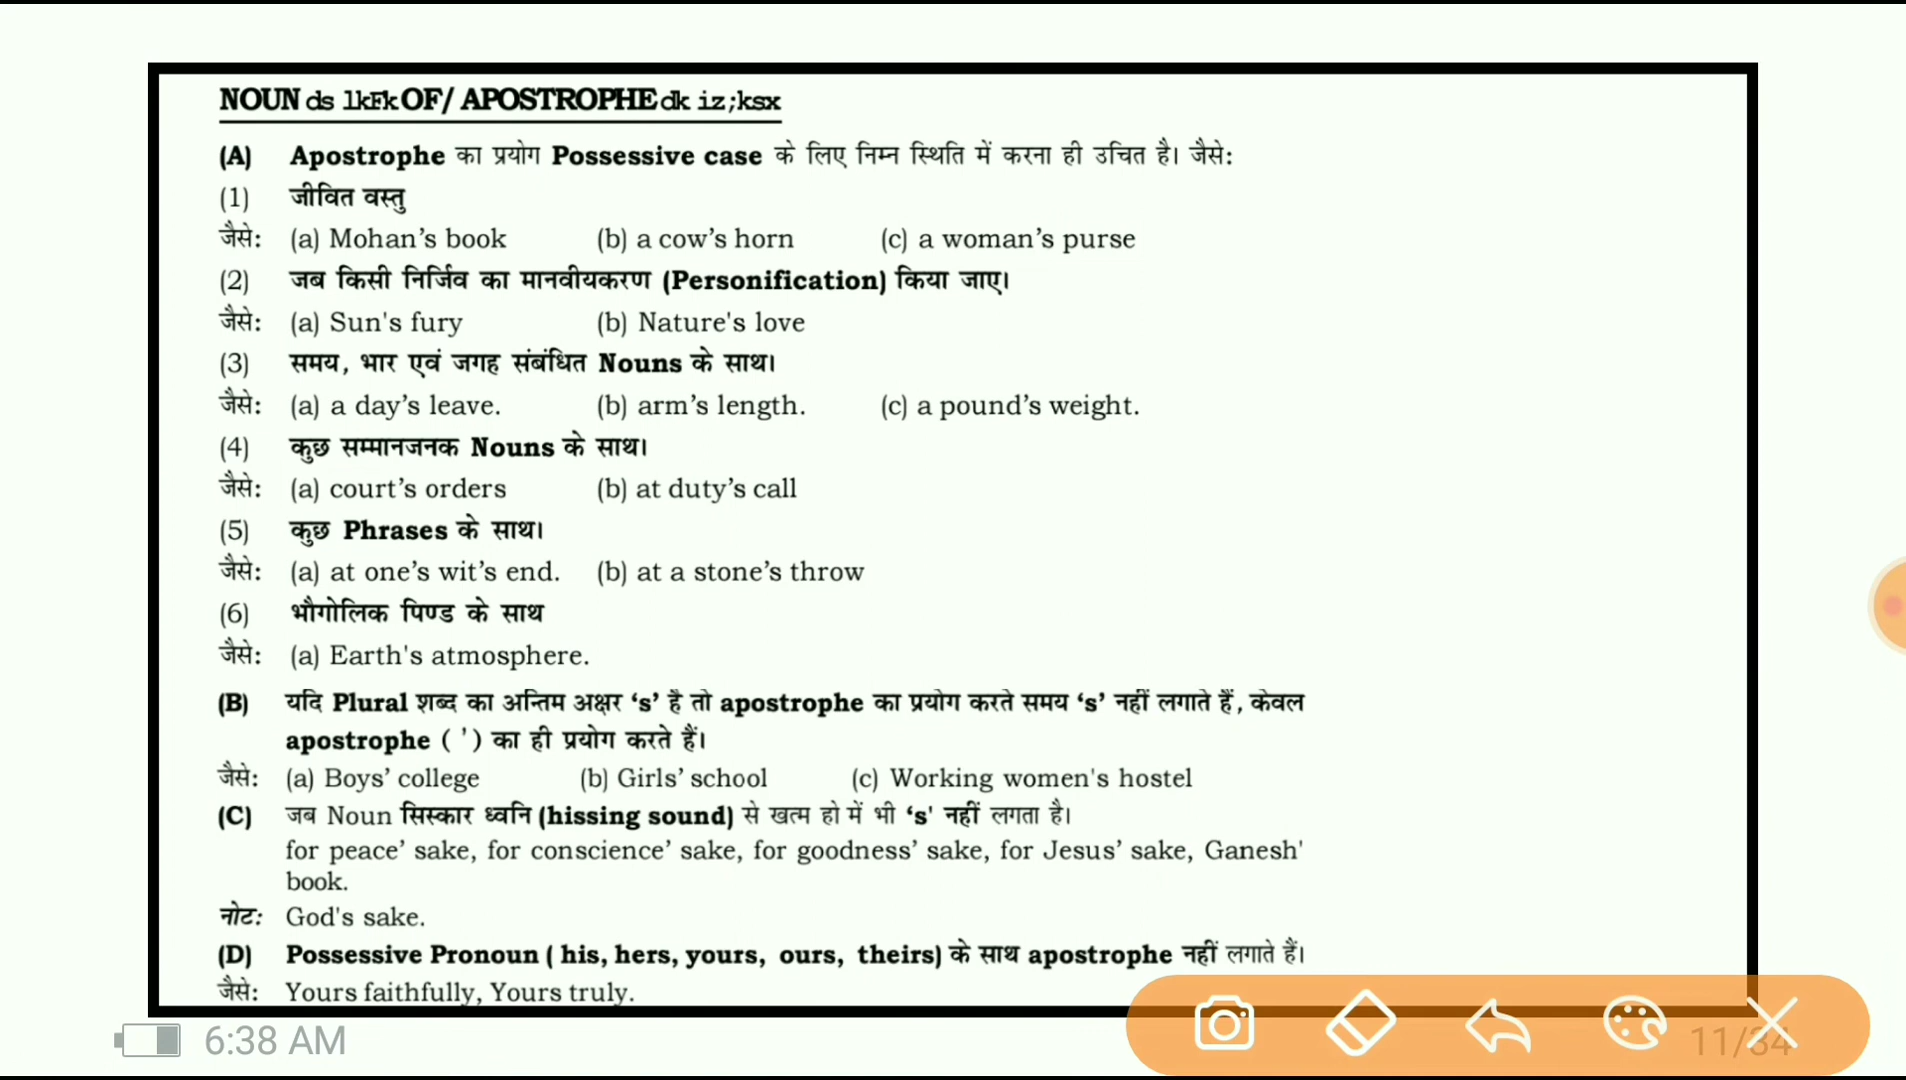 NOUN ds lkFk OF/ APOSTROPHE dk iz;ksx
(A) Apostrophe का प्रयोग Possessive case के लिए निम्न स्थिति में करना ही उचित है। जैसे:
(1) जीवित वस्तु
जैसे: (a) Mohan’s book (b) a cow’s horn (c) a woman’s purse
(2) जब किसी निर्जिव का मानवीयकरण (Personification) किया जाए।
जैसे: (a) Sun's fury (b) Nature's love
(3) समय, भार एवं जगह संबंधित Nouns के साथ।
जैसे: (a) a day’s leave. (b) arm’s length. (c) a pound’s weight.
(4) कुछ सम्मानजनक Nouns के साथ।
जैसे: (a) court’s orders (b) at duty’s call
(5) कुछ Phrases के साथ।
जैसे: (a) at one’s wit’s end. (b) at a stone’s throw
(6) भौगोलिक पिण्ड के साथ
जैसे: (a) Earth's atmosphere.
(B) यदि Plural शब्द का अन्तिम अक्षर ‘s’ है तो apostrophe का प्रयोग करते समय ‘s’ नहीं लगाते हैं, केवल
apostrophe ( ' ) का ही प्रयोग करते हैं।
जैसे: (a) Boys’ college (b) Girls’ school (c) Working women's hostel
(C) जब Noun सिस्कार ध्वनि (hissing sound) से खत्म हो में भी ‘s' नहीं लगता है।
for peace’ sake, for conscience’ sake, for goodness’ sake, for Jesus’ sake, Ganesh'
book.
नोट: God's sake.
(D) Possessive Pronoun ( his, hers, yours, ours, theirs) के साथ apostrophe नहीं लगाते हैं।
जैसे: Yours faithfully, Yours truly.
6:38 AM 11/34